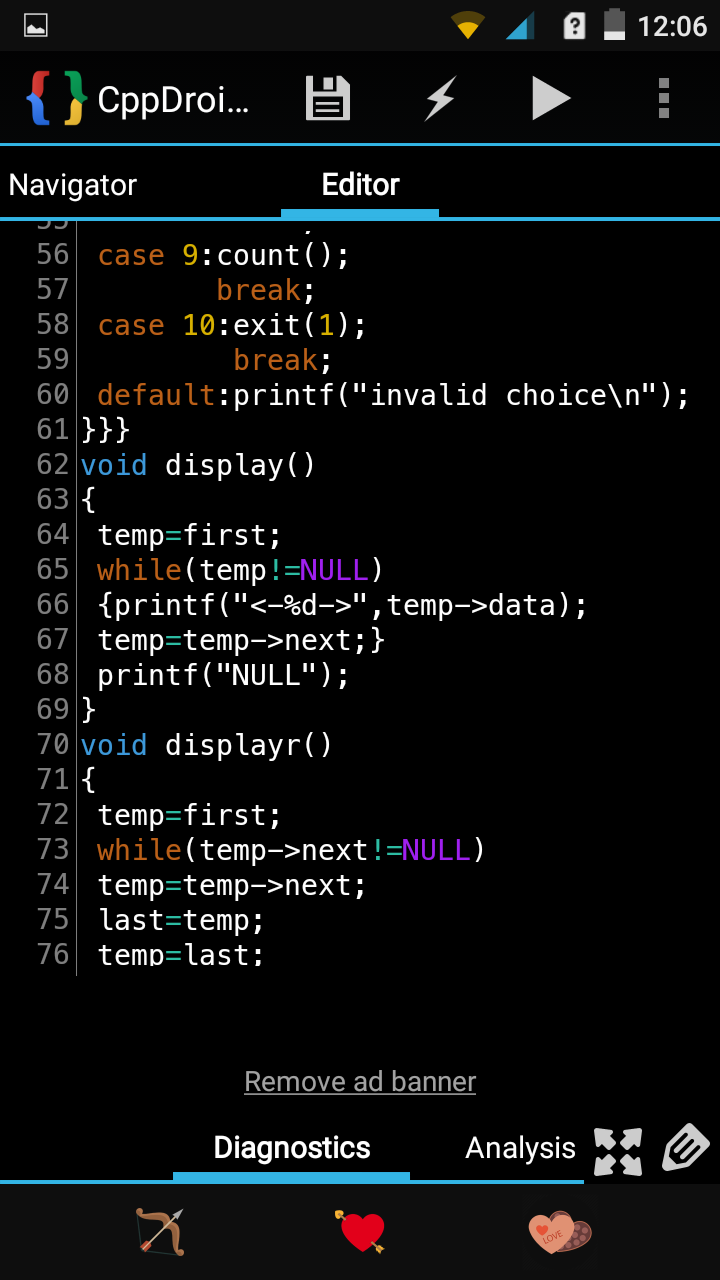 12:06
CppDroi…
Navigator Editor
55 ;
56 case 9:count();
57 break;
58 case 10:exit(1);
59 break;
60 default:printf("invalid choice\n");
61 }}}
62 void display()
63 {
64 temp=first;
65 while(temp!=NULL)
66 {printf("<-%d->",temp->data);
67 temp=temp->next;}
68 printf("NULL");
69 }
70 void displayr()
71 {
72 temp=first;
73 while(temp->next!=NULL)
74 temp=temp->next;
75 last=temp;
76 temp=last;
Remove ad banner
Diagnostics Analysis
LOVE